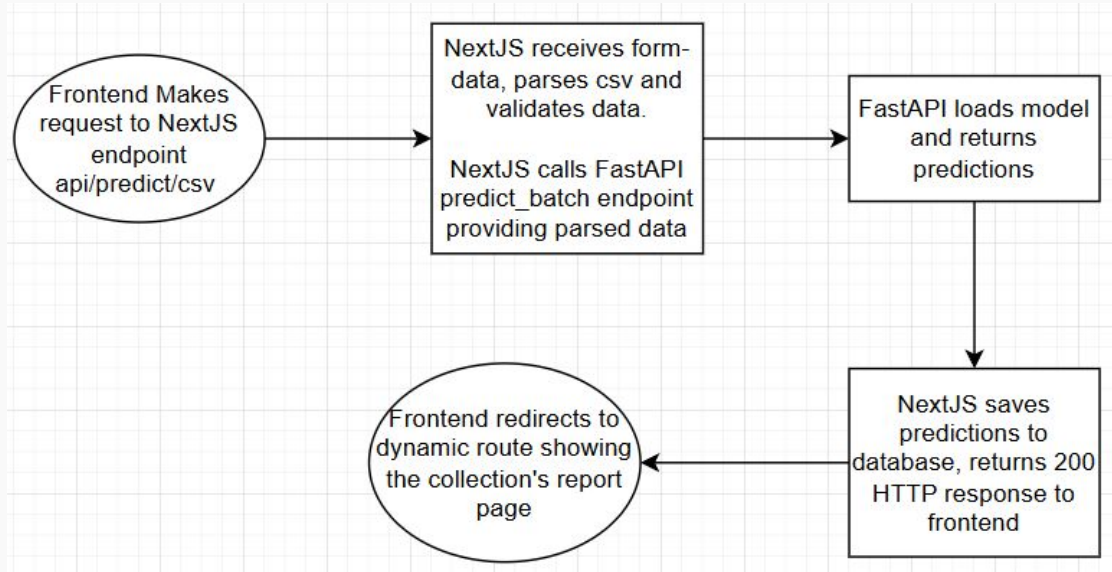 Frontend Makes
request to NextJS
endpoint
api/predict/csv
NextJS receives form-
data, parses csv and
validates data.
NextJS calls FastAPI
predict_batch endpoint
providing parsed data
FastAPI loads model
and returns
predictions
NextJS saves
predictions to
database, returns 200
HTTP response to
frontend
Frontend redirects to
dynamic route showing
the collection's report
page